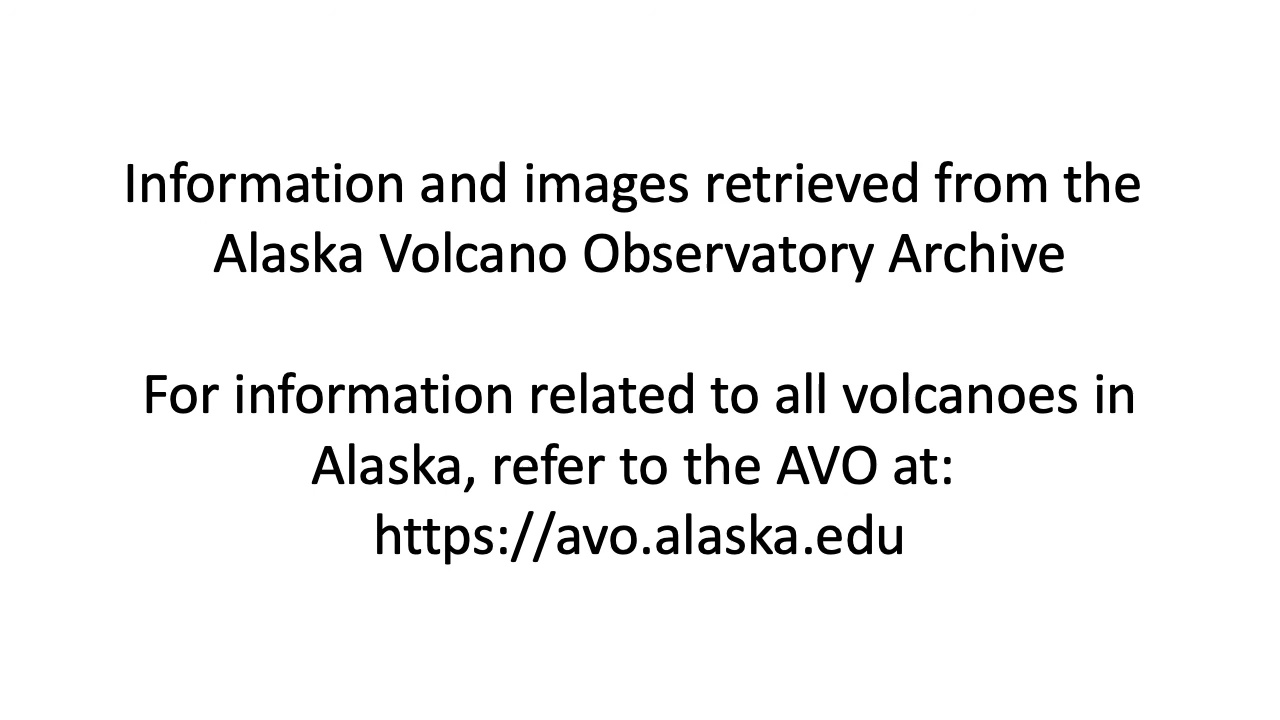 Information and images retrieved from the
Alaska Volcano Observatory Archive
For information related to all volcanoes in
Alaska, refer to the AVO at:
https://avo.alaska.edu